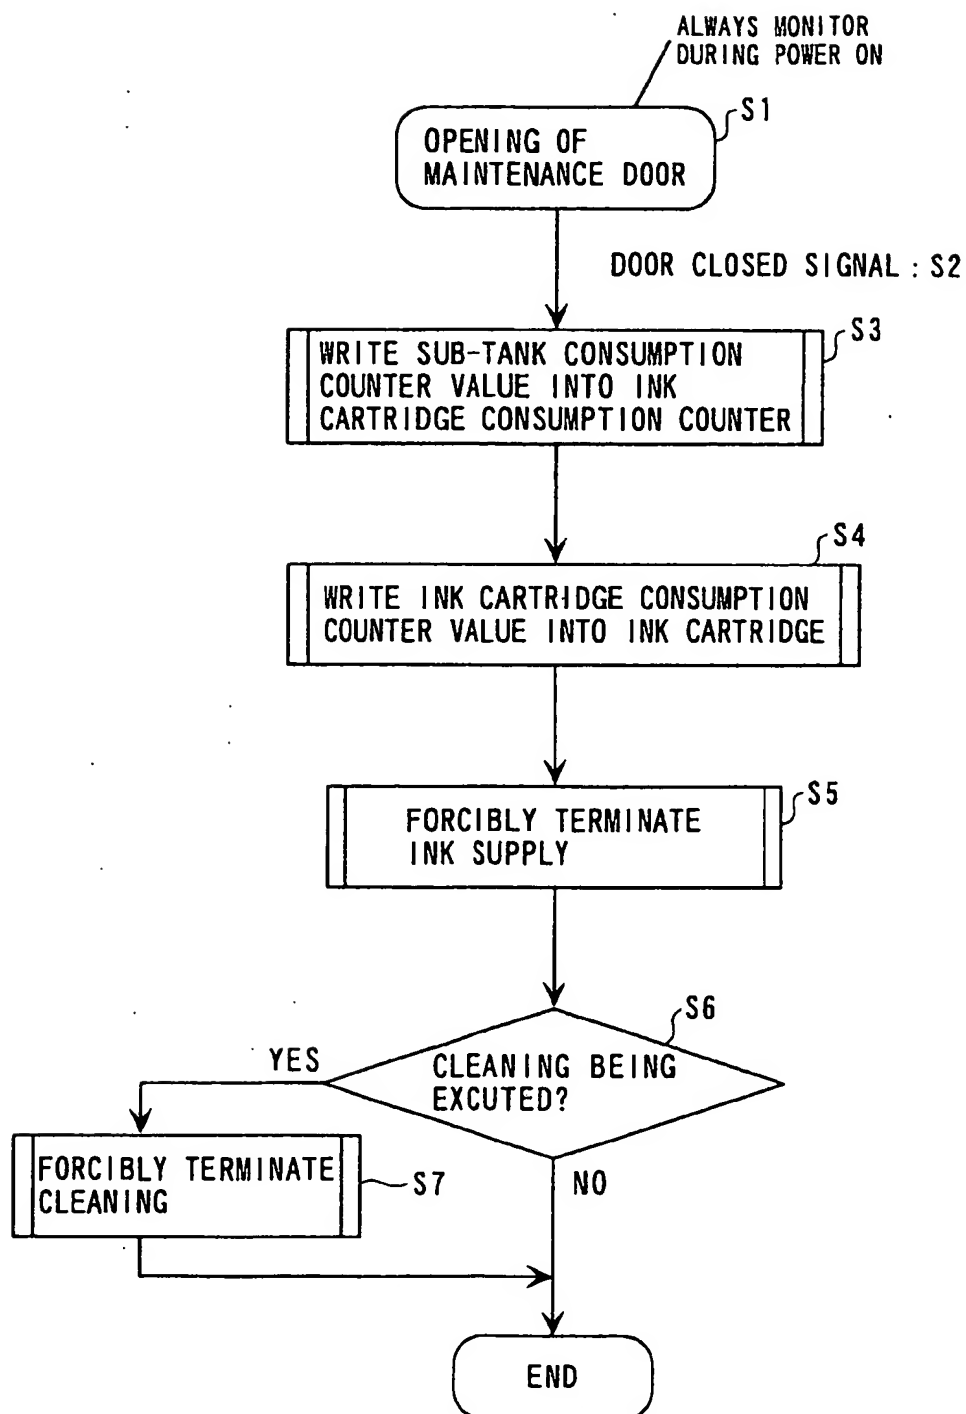 ALWAYS MONITOR
DURING POWER ON
S1
OPENING OF
MAINTENANCE DOOR
DOOR CLOSED SIGNAL : S2
S3
WRITE SUB-TANK CONSUMPTION
COUNTER VALUE INTO INK
CARTRIDGE CONSUMPTION COUNTER
S4
WRITE INK CARTRIDGE CONSUMPTION
COUNTER VALUE INTO INK CARTRIDGE
S5
FORCIBLY TERMINATE
INK SUPPLY
S6
YES
CLEANING BEING
EXCUTED?
FORCIBLY TERMINATE
CLEANING
S7
NO
END